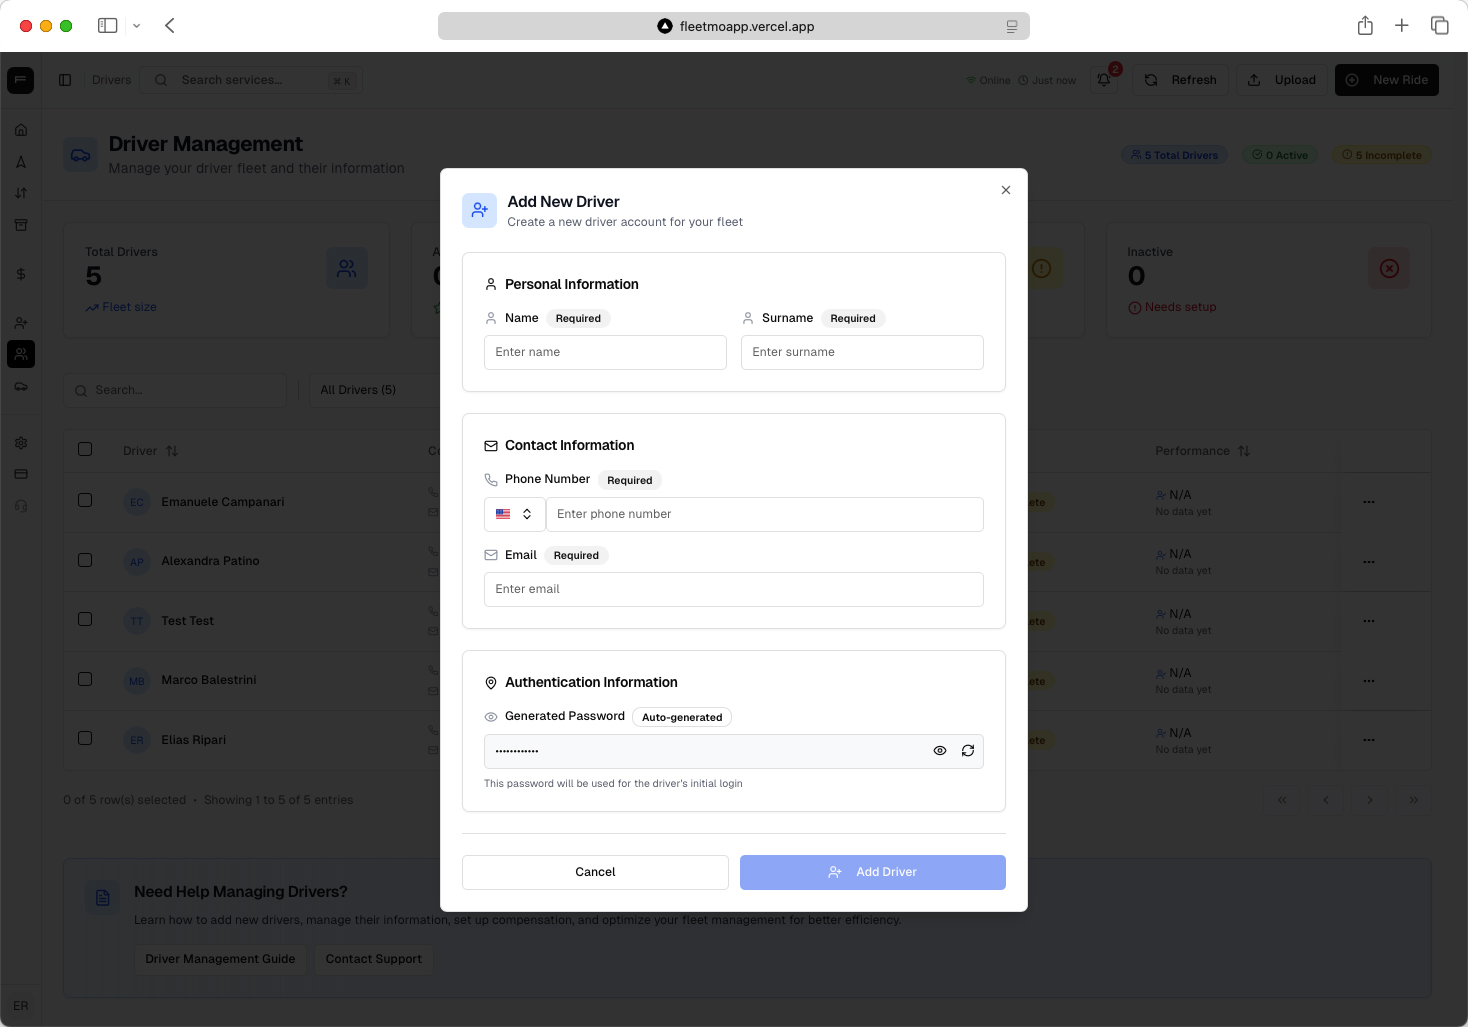 fleetmoapp.vercel.app
Drivers
Search services...
⌘ K
Online
Just now
2
Refresh
Upload
New Ride
Driver Management
Manage your driver fleet and their information
5 Total Drivers
0 Active
5 Incomplete
Total Drivers
5
Fleet size
Inactive
0
Needs setup
Search...
All Drivers (5)
Driver
Performance
EC
Emanuele Campanari
N/A
No data yet
AP
Alexandra Patino
N/A
No data yet
TT
Test Test
N/A
No data yet
MB
Marco Balestrini
N/A
No data yet
ER
Elias Ripari
N/A
No data yet
0 of 5 row(s) selected • Showing 1 to 5 of 5 entries
Need Help Managing Drivers?
Learn how to add new drivers, manage their information, set up compensation, and optimize your fleet management for better efficiency.
Driver Management Guide
Contact Support
ER
Add New Driver
Create a new driver account for your fleet
Personal Information
Name Required
Surname Required
Enter name
Enter surname
Contact Information
Phone Number Required
Enter phone number
Email Required
Enter email
Authentication Information
Generated Password Auto-generated
••••••••••••
This password will be used for the driver's initial login
Cancel
Add Driver